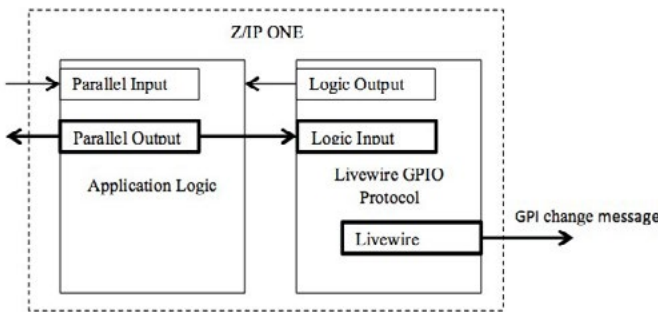 Z/IP ONE
Parallel Input
Logic Output
Parallel Output
Logic Input
Application Logic
Livewire GPIO
Protocol
Livewire
GPI change message